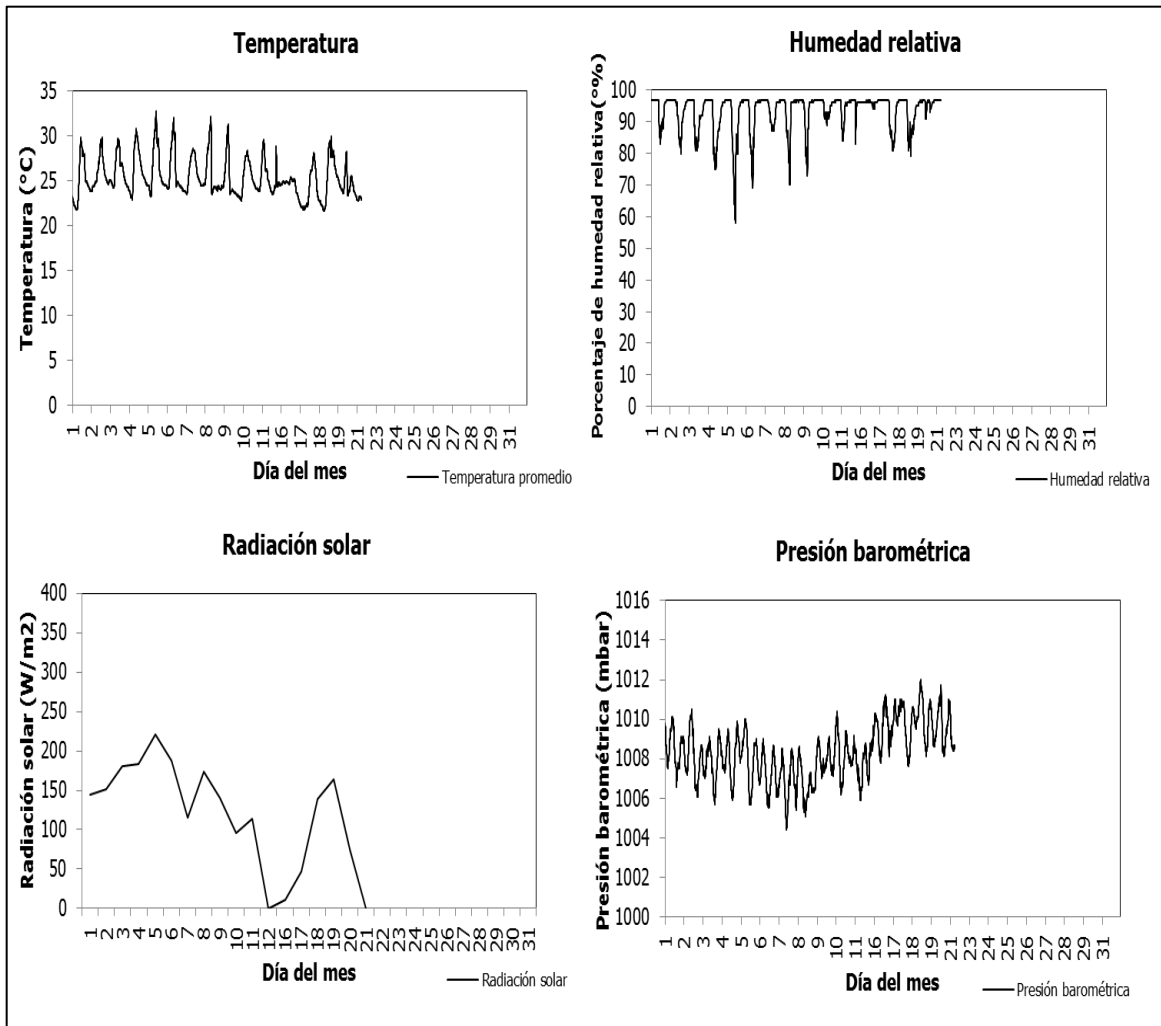 Temperatura
35
30
25
20
15
10
5
0
Temperatura (°C)
1 2 3 4 5 6 7 8 9 10 11 16 17 18 19 21 23 24 25 26 27 28 29 31
Día del mes
Temperatura promedio
Humedad relativa
100
90
80
70
60
50
40
30
20
10
0
Porcentaje de humedad relativa(°%)
1 2 3 4 5 6 7 8 9 10 11 16 17 18 19 21 23 24 25 26 27 28 29 31
Día del mes
Humedad relativa
Radiación solar
400
350
300
250
200
150
100
50
0
Radiación solar (W/m2)
1 2 3 4 5 6 7 8 9 10 11 12 16 17 18 19 20 21 22 23 24 25 26 27 28 29 30 31
Día del mes
Radiación solar
Presión barométrica
1016
1014
1012
1010
1008
1006
1004
1002
1000
Presión barométrica (mbar)
1 2 3 4 5 6 7 8 9 10 11 16 17 18 19 21 23 24 25 26 27 28 29 31
Día del mes
Presión barométrica